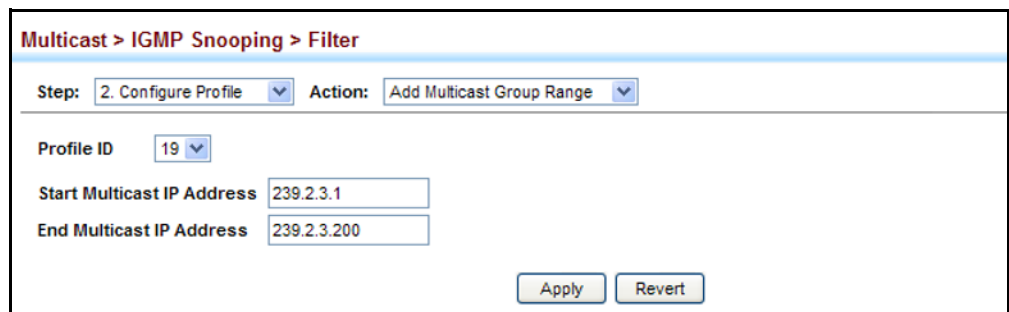 Multicast > IGMP Snooping > Filter
Step: 2. Configure Profile Action: Add Multicast Group Range
Profile ID 19
Start Multicast IP Address 239.2.3.1
End Multicast IP Address 239.2.3.200
Apply Revert